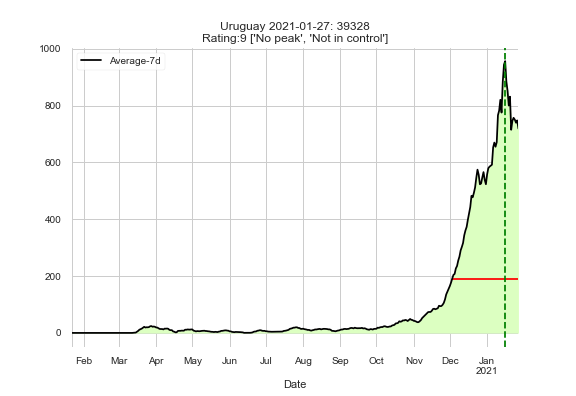 Uruguay 2021-01-27: 39328
Rating:9 ['No peak', 'Not in control']
1000
Average-7d
800
600
400
200
0
Feb Mar Apr May Jun Jul Aug Sep Oct Nov Dec Jan
2021
Date